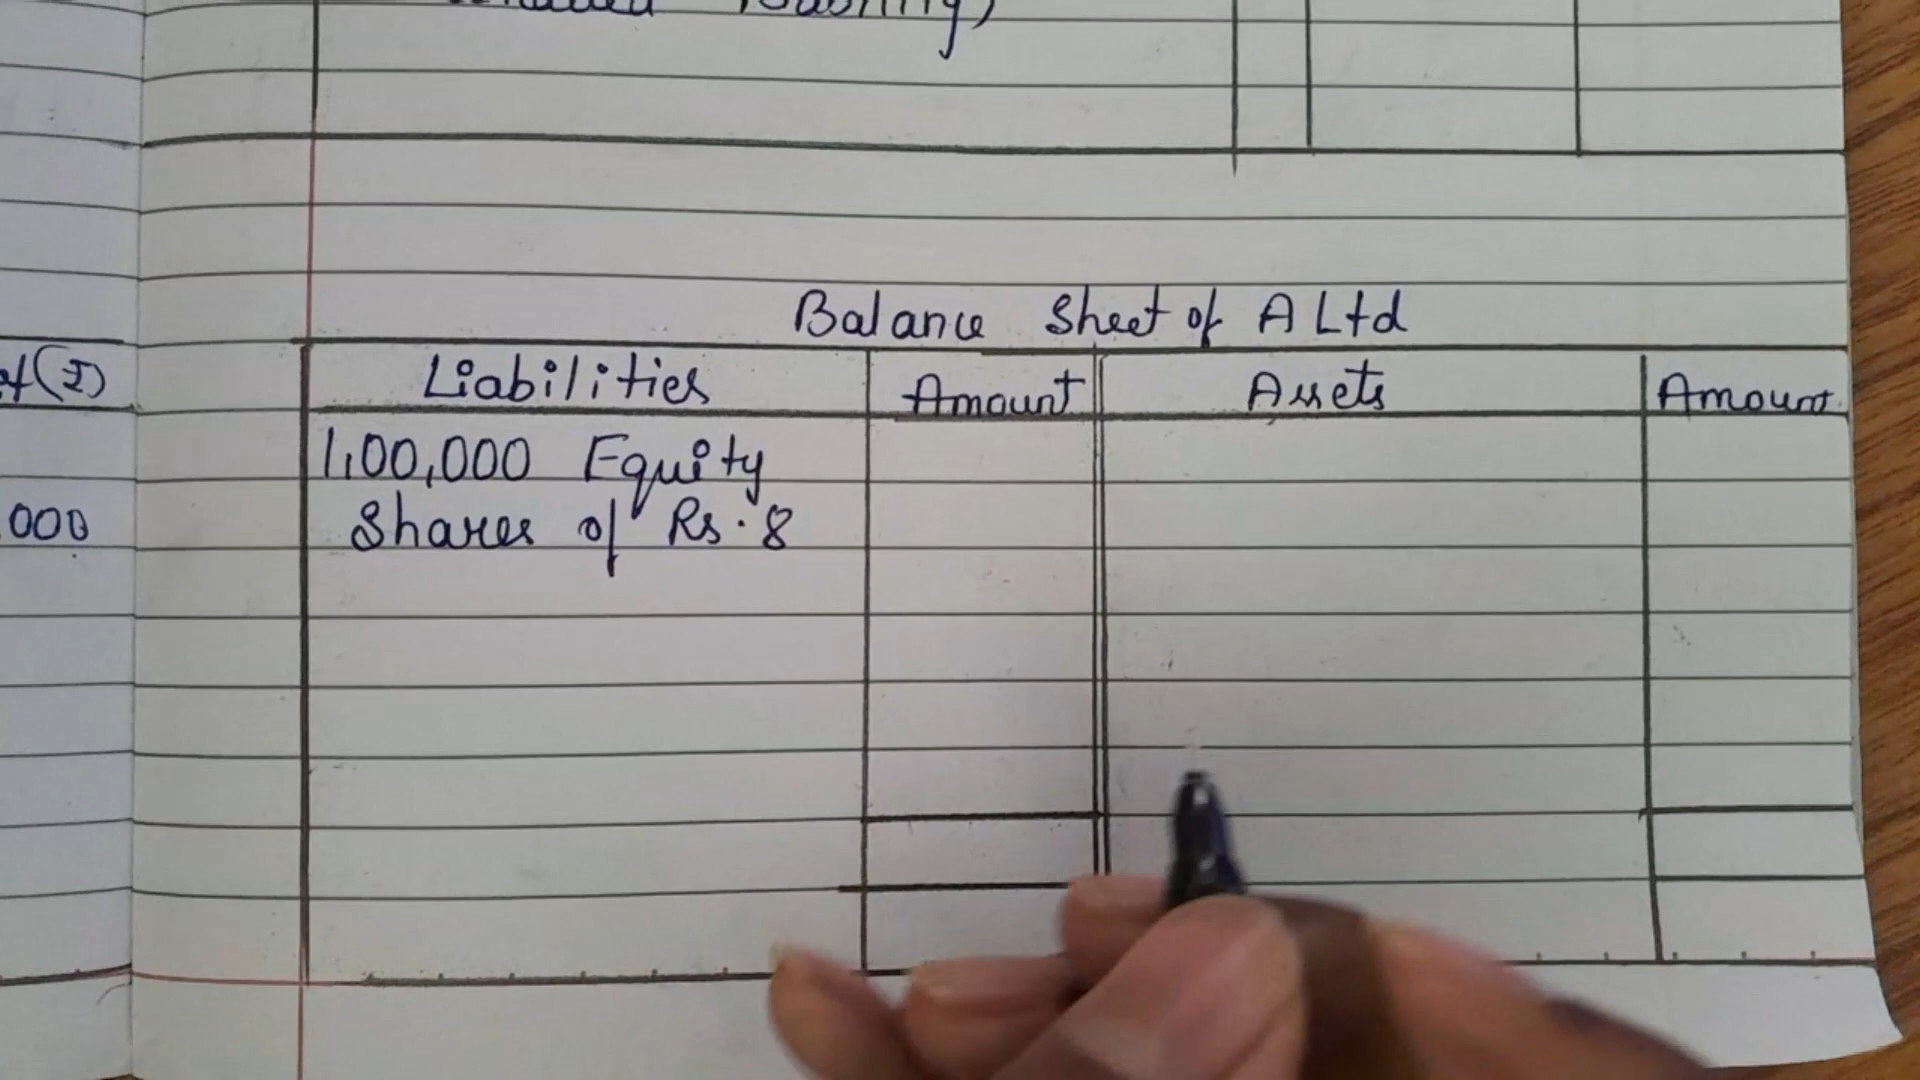 Balance Sheet of A Ltd
Liabilities Amount Assets Amount
1,00,000 Equity
Shares of Rs. 8
000